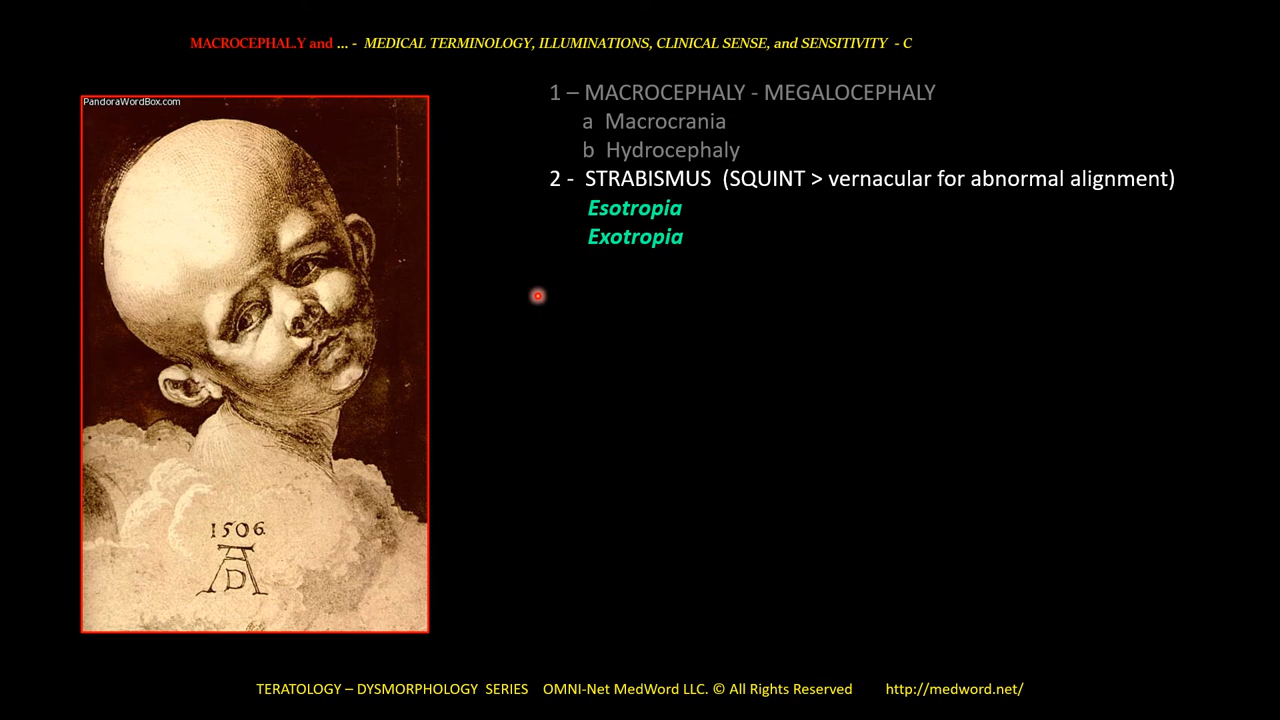 MACROCEPHAL.Y and ... - MEDICAL TERMINOLOGY, ILLUMINATIONS, CLINICAL SENSE, and SENSITIVITY - C
PandoraWordBox.com
1506
AD
1 – MACROCEPHALY - MEGALOCEPHALY
a Macrocrania
b Hydrocephaly
2 - STRABISMUS (SQUINT > vernacular for abnormal alignment)
Esotropia
Exotropia
TERATOLOGY – DYSMORPHOLOGY SERIES OMNI-Net MedWord LLC. © All Rights Reserved http://medword.net/